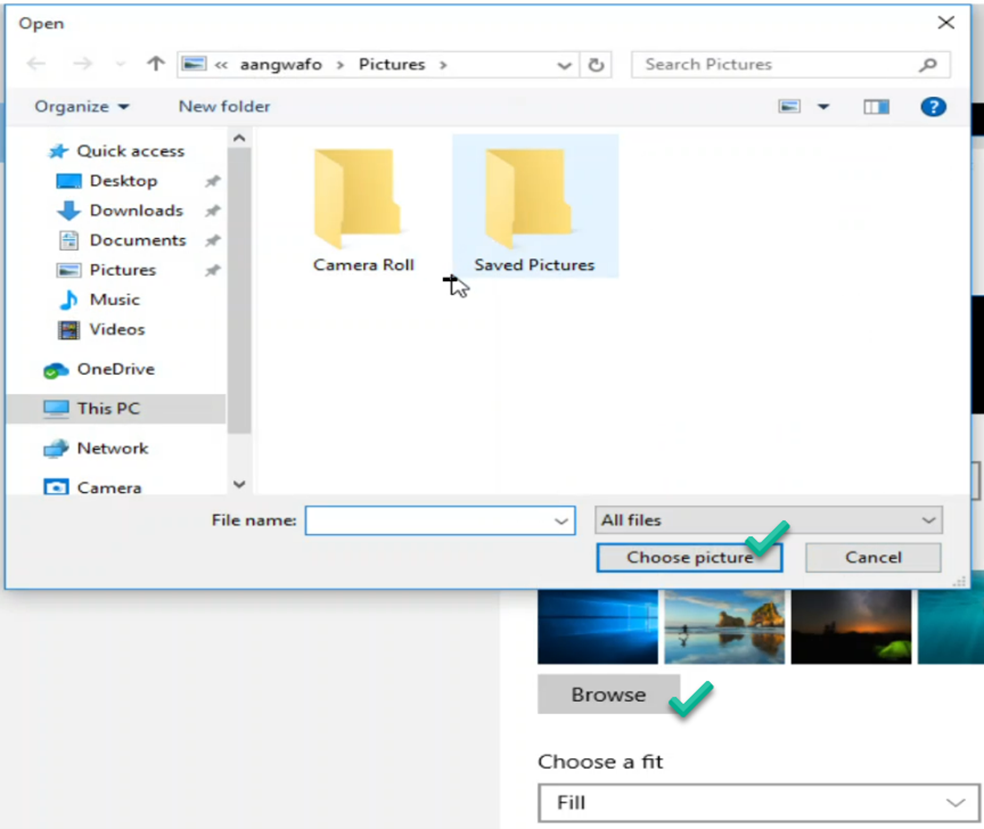 Open
« aangwafo › Pictures ›
Search Pictures
Organize
New folder
?
Quick access
Desktop
Downloads
Documents
Pictures
Music
Videos
OneDrive
This PC
Network
Camera
Camera Roll
Saved Pictures
File name:
All files
Choose picture
Cancel
Browse
Choose a fit
Fill